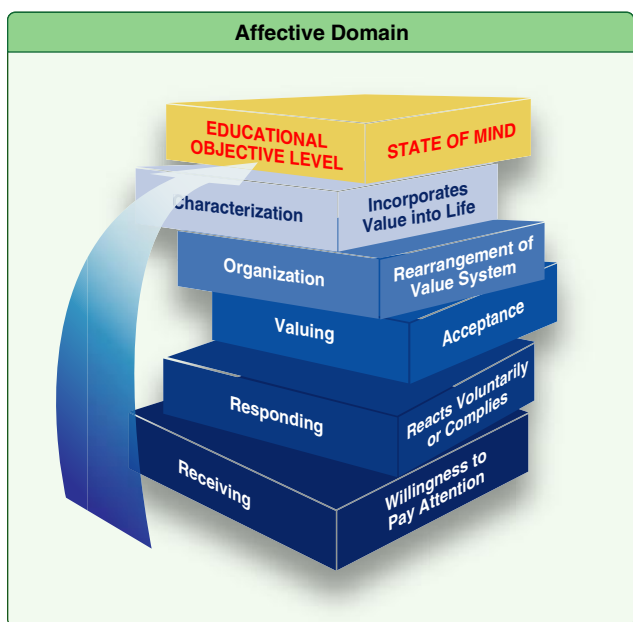 Affective Domain
EDUCATIONAL
OBJECTIVE LEVEL
STATE OF MIND
Characterization
Incorporates
Value into Life
Organization
Rearrangement of
Value System
Valuing
Acceptance
Responding
Reacts Voluntarily
or Complies
Receiving
Willingness to
Pay Attention